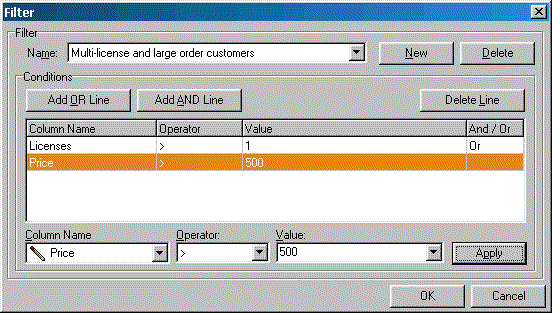 Filter
Filter
Name: Multi-license and large order customers New Delete
Conditions
Add OR Line Add AND Line Delete Line
Column Name Operator Value And / Or
Licenses > 1 Or
Price > 500
Column Name Operator: Value:
Price > 500 Apply
OK Cancel